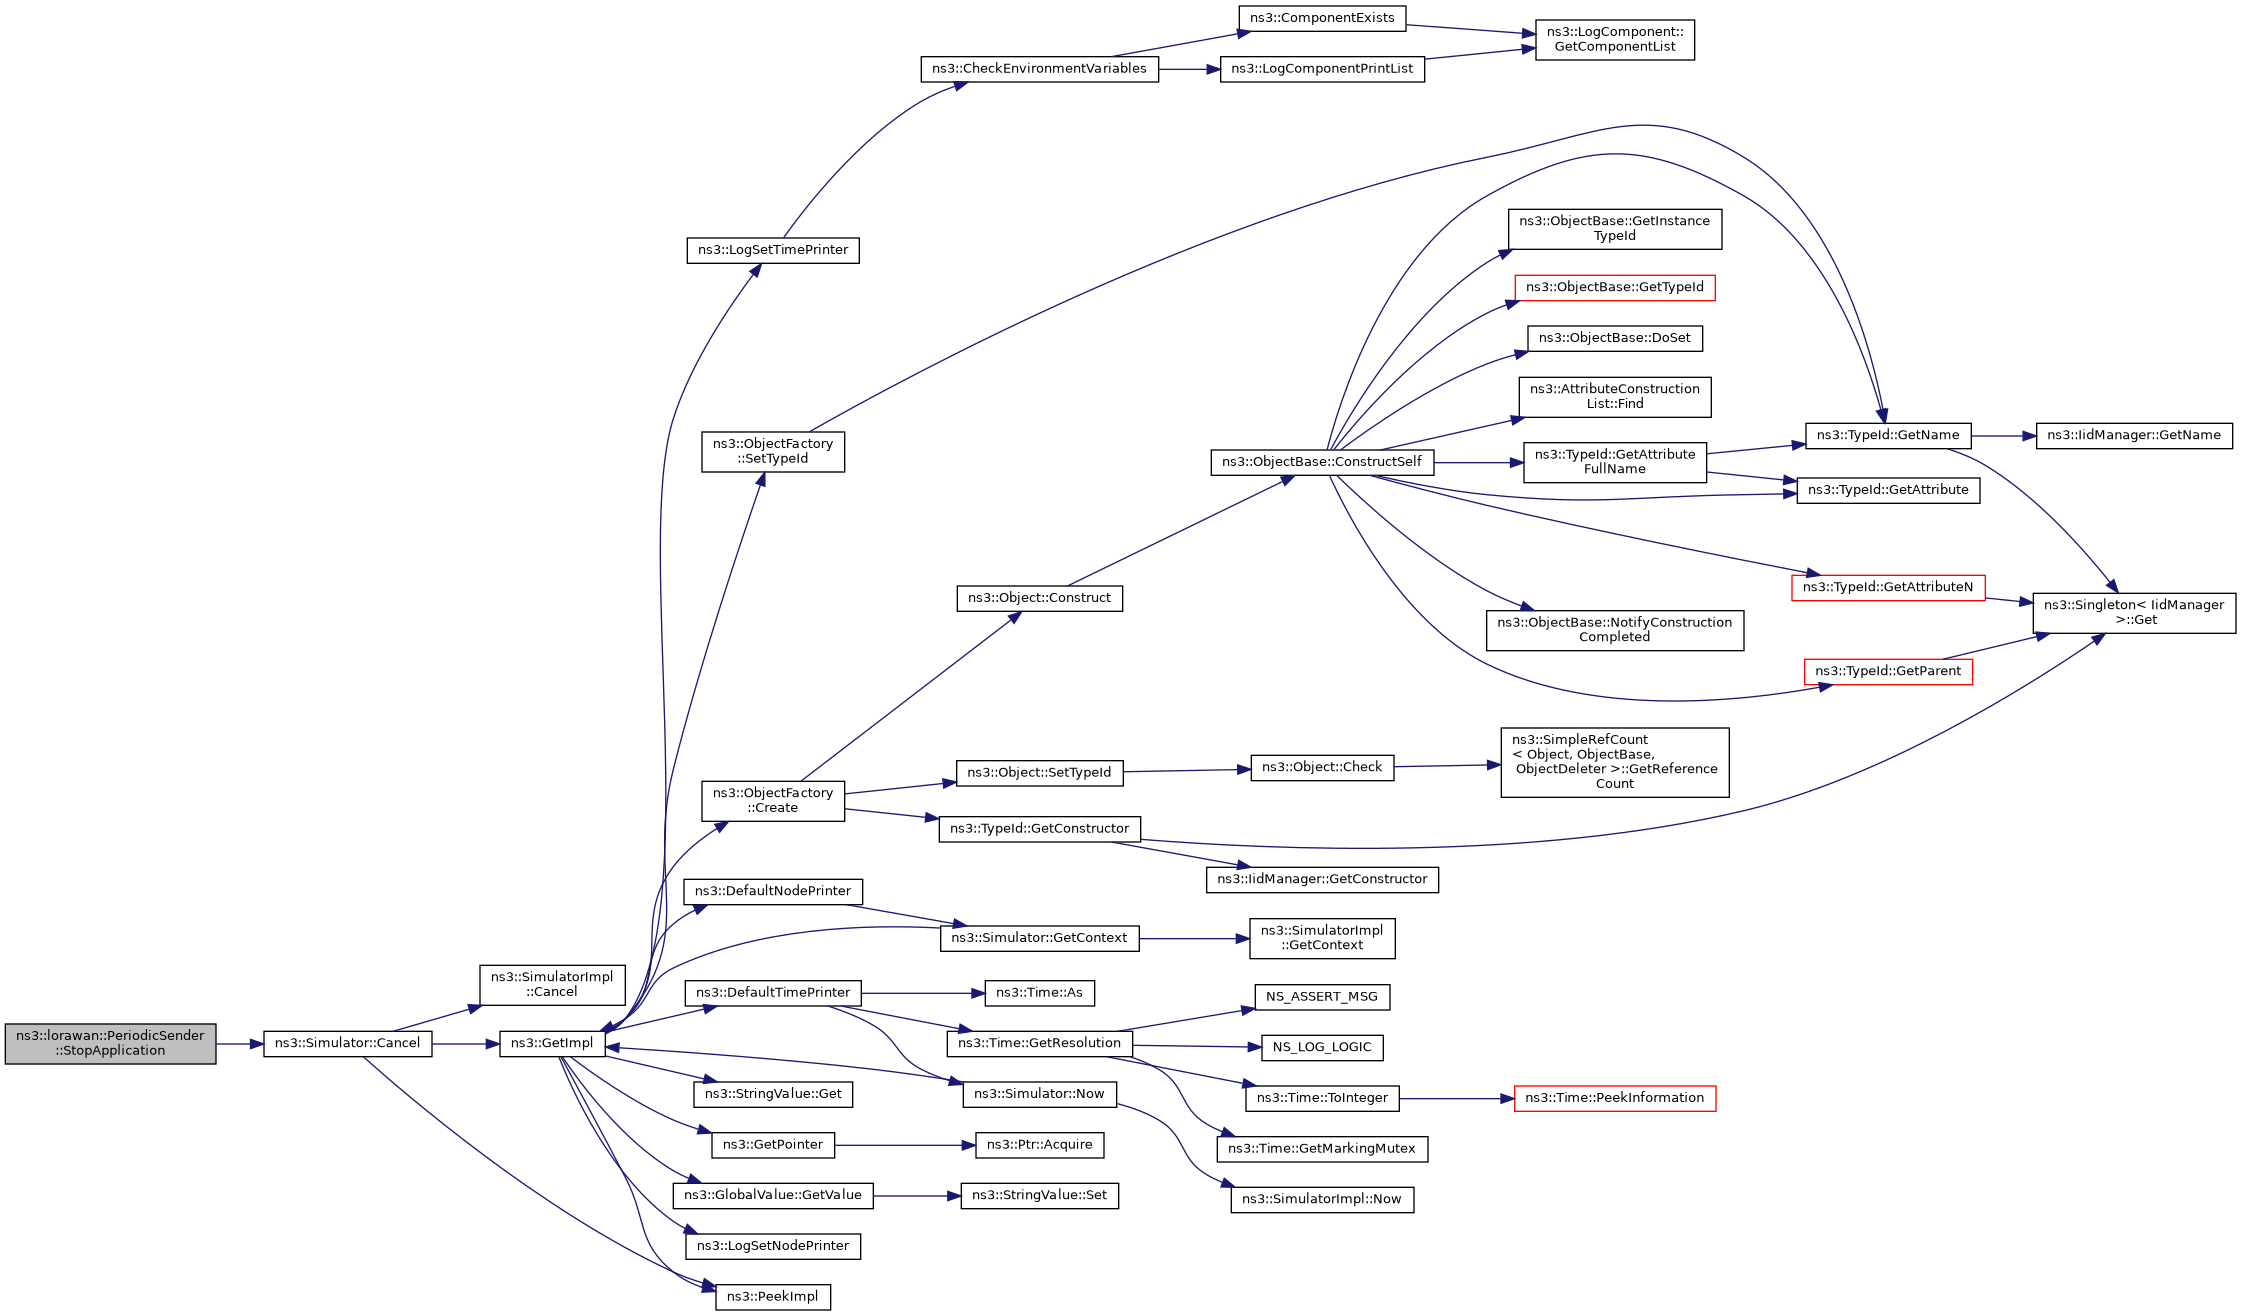 ns3::ComponentExists
ns3::LogComponent::
GetComponentList
ns3::CheckEnvironmentVariables
ns3::LogComponentPrintList
ns3::LogSetTimePrinter
ns3::ObjectBase::GetInstance
TypeId
ns3::ObjectBase::GetTypeId
ns3::ObjectBase::DoSet
ns3::AttributeConstruction
List::Find
ns3::ObjectFactory
::SetTypeId
ns3::ObjectBase::ConstructSelf
ns3::TypeId::GetAttribute
FullName
ns3::TypeId::GetName
ns3::IidManager::GetName
ns3::TypeId::GetAttribute
ns3::Object::Construct
ns3::TypeId::GetAttributeN
ns3::Singleton< IidManager
>::Get
ns3::ObjectBase::NotifyConstruction
Completed
ns3::TypeId::GetParent
ns3::ObjectFactory
::Create
ns3::Object::SetTypeId
ns3::Object::Check
ns3::SimpleRefCount
< Object, ObjectBase,
ObjectDeleter >::GetReference
Count
ns3::TypeId::GetConstructor
ns3::IidManager::GetConstructor
ns3::DefaultNodePrinter
ns3::Simulator::GetContext
ns3::SimulatorImpl
::GetContext
ns3::SimulatorImpl
::Cancel
ns3::DefaultTimePrinter
ns3::Time::As
NS_ASSERT_MSG
ns3::lorawan::PeriodicSender
::StopApplication
ns3::Simulator::Cancel
ns3::GetImpl
ns3::Time::GetResolution
NS_LOG_LOGIC
ns3::StringValue::Get
ns3::Simulator::Now
ns3::Time::ToInteger
ns3::Time::PeekInformation
ns3::GetPointer
ns3::Ptr::Acquire
ns3::Time::GetMarkingMutex
ns3::GlobalValue::GetValue
ns3::StringValue::Set
ns3::SimulatorImpl::Now
ns3::LogSetNodePrinter
ns3::PeekImpl